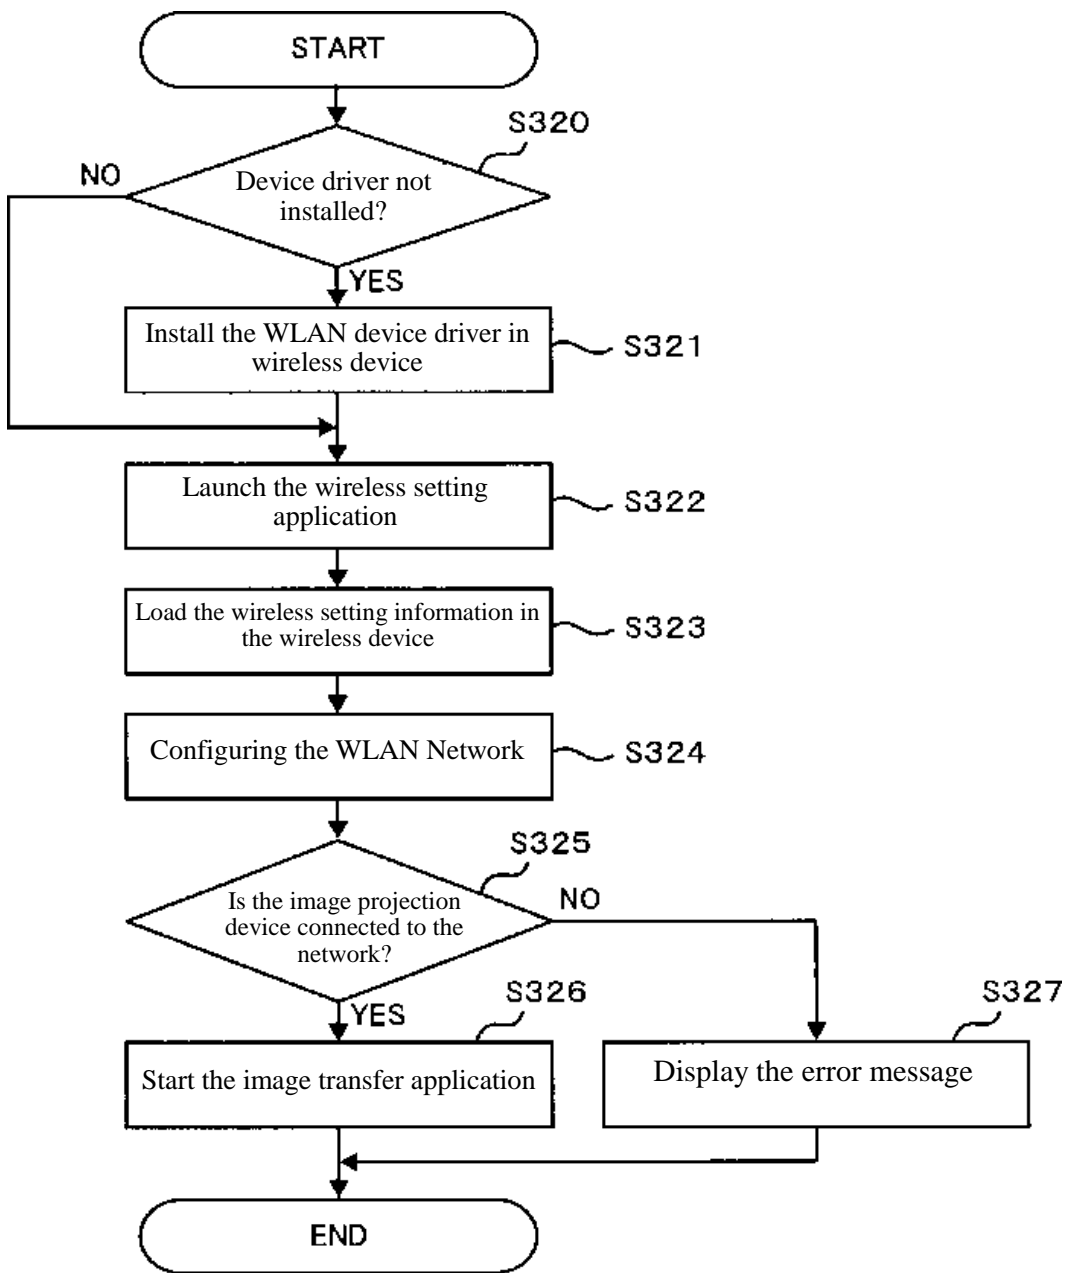 START
S320
NO
Device driver not
installed?
YES
Install the WLAN device driver in
wireless device
S321
Launch the wireless setting
application
S322
Load the wireless setting information in
the wireless device
S323
Configuring the WLAN Network
S324
S325
Is the image projection
device connected to the
network?
NO
YES
S326
S327
Start the image transfer application
Display the error message
END